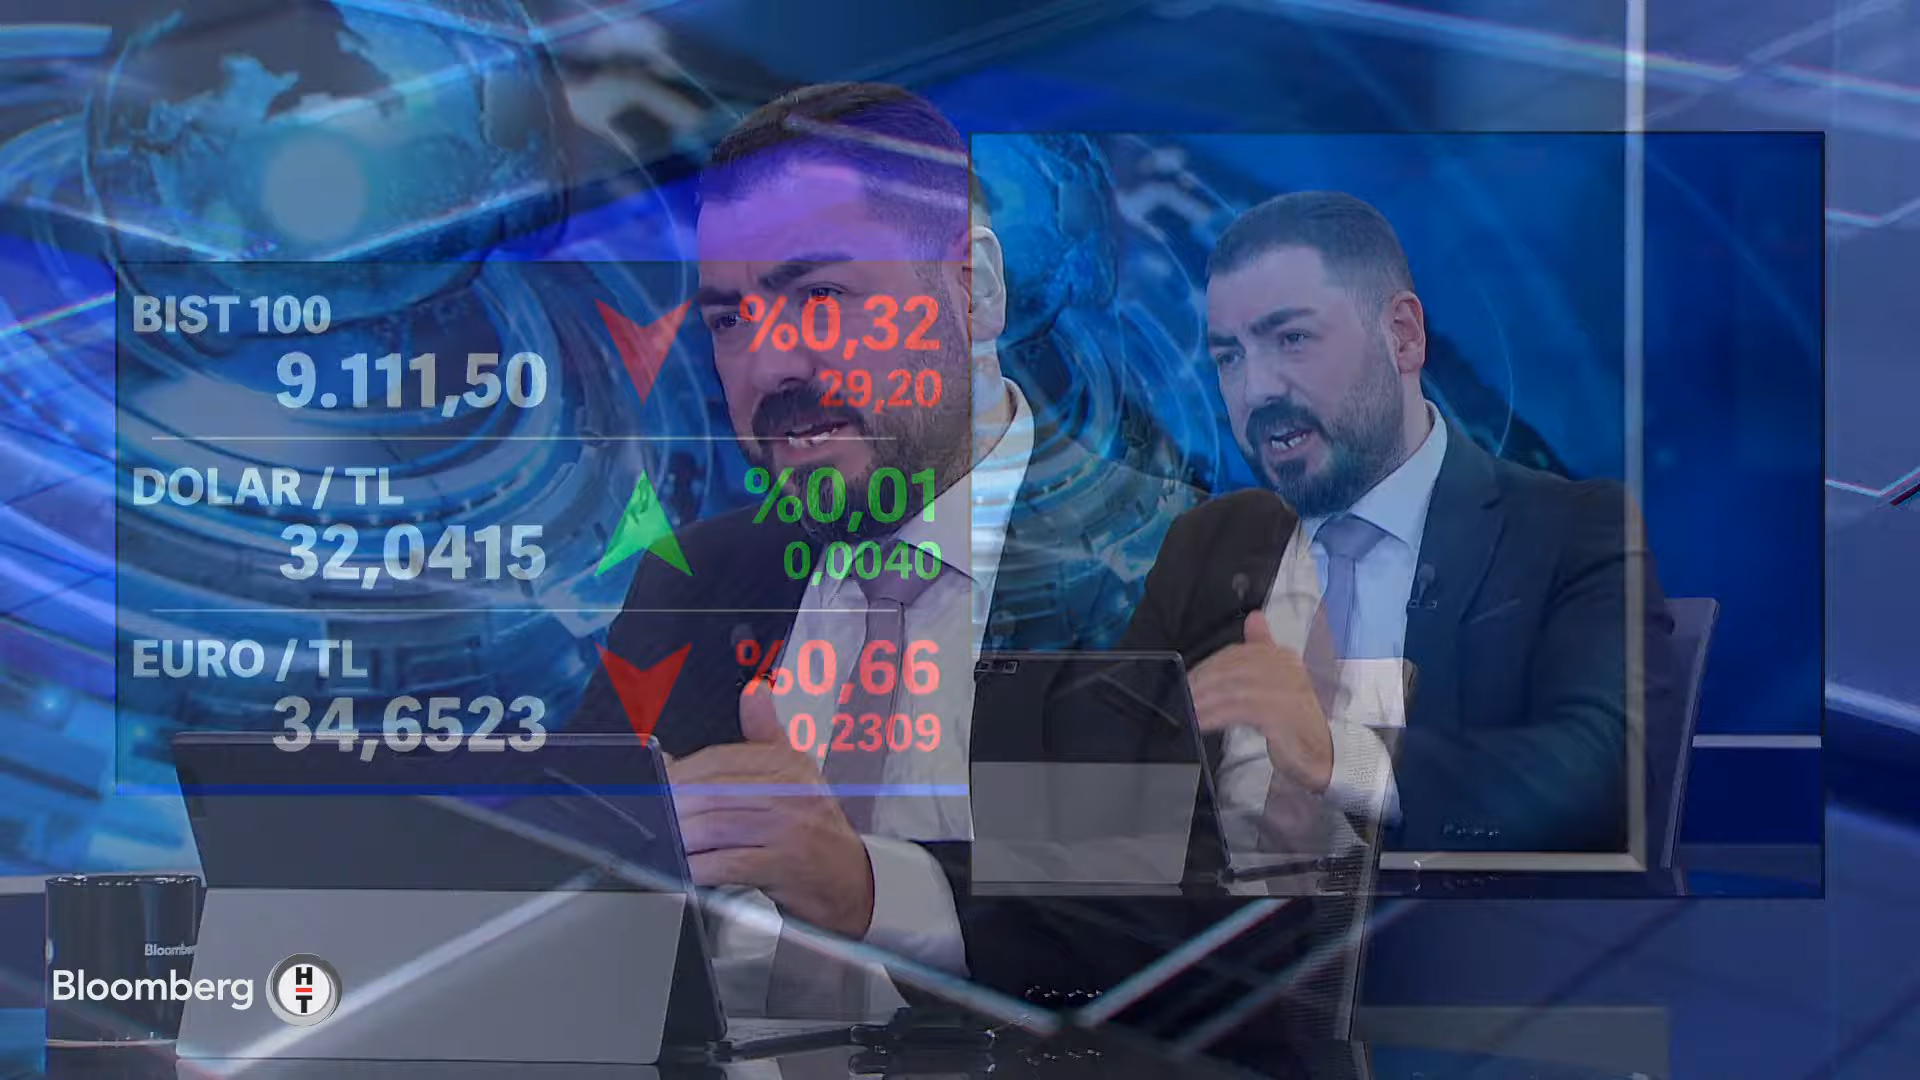 BIST 100
%0,32
9.111,50
29,20
DOLAR / TL
%0,01
32,0415
0,0040
EURO / TL
%0,66
34,6523
0,2309
Bloomberg
Bloomberg HT